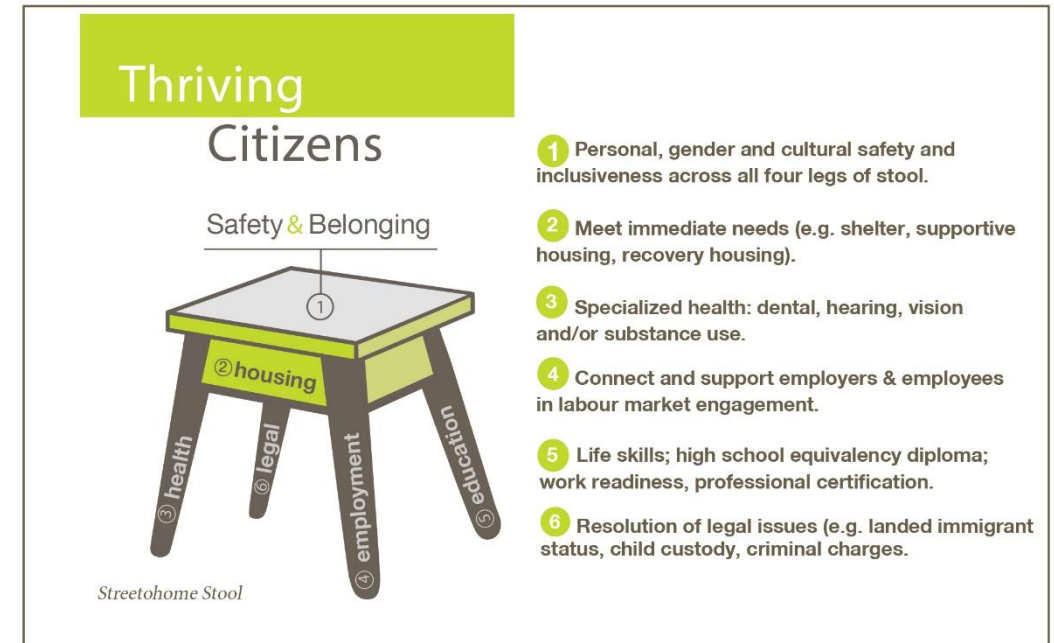 Thriving
Citizens
Safety & Belonging
①
②housing
③ health
⑥ legal
④ employment
⑤ education
Streetohome Stool
1 Personal, gender and cultural safety and
inclusiveness across all four legs of stool.
2 Meet immediate needs (e.g. shelter, supportive
housing, recovery housing).
3 Specialized health: dental, hearing, vision
and/or substance use.
4 Connect and support employers & employees
in labour market engagement.
5 Life skills; high school equivalency diploma;
work readiness, professional certification.
6 Resolution of legal issues (e.g. landed immigrant
status, child custody, criminal charges.